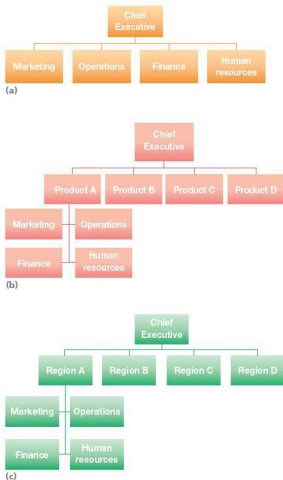 Chief
Executive
Marketing
Operations
Finance
Human
resources
(a)
Chief
Executive
Product A
Product B
Product C
Product D
Marketing
Operations
Finance
Human
resources
(b)
Chief
Executive
Region A
Region B
Region C
Region D
Marketing
Operations
Finance
Human
resources
(c)